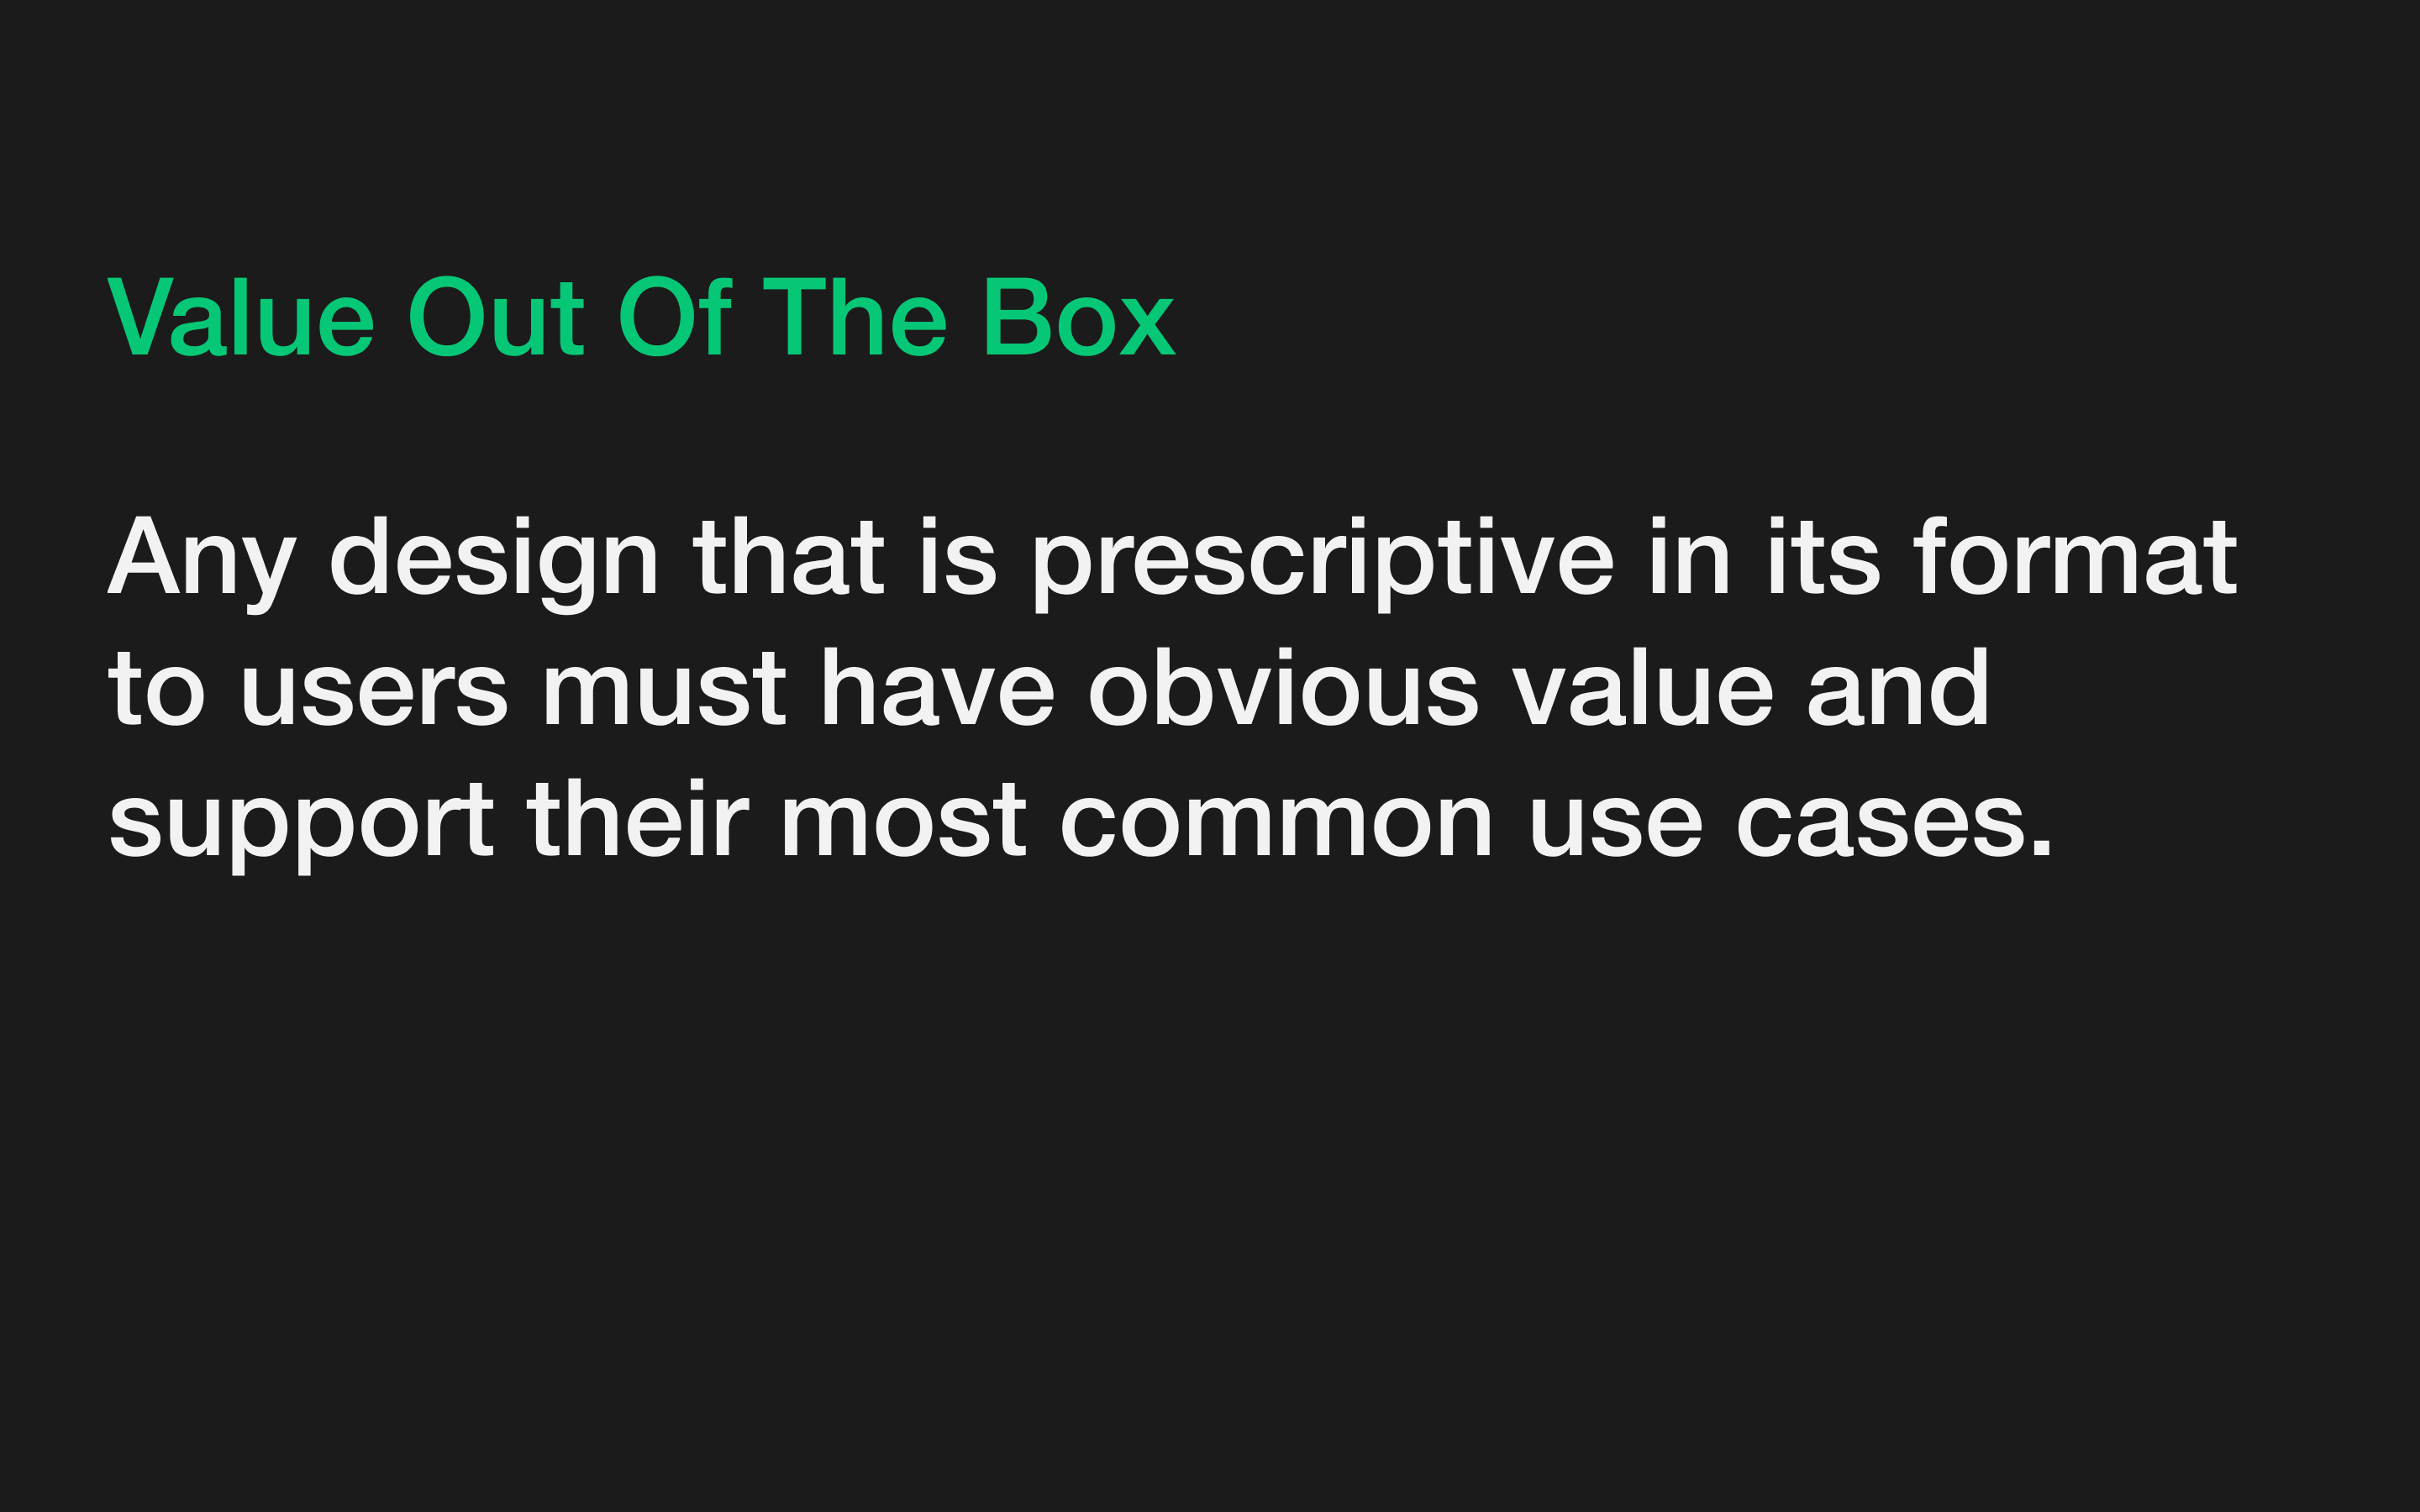 Value Out Of The Box
Any design that is prescriptive in its format
to users must have obvious value and
support their most common use cases.